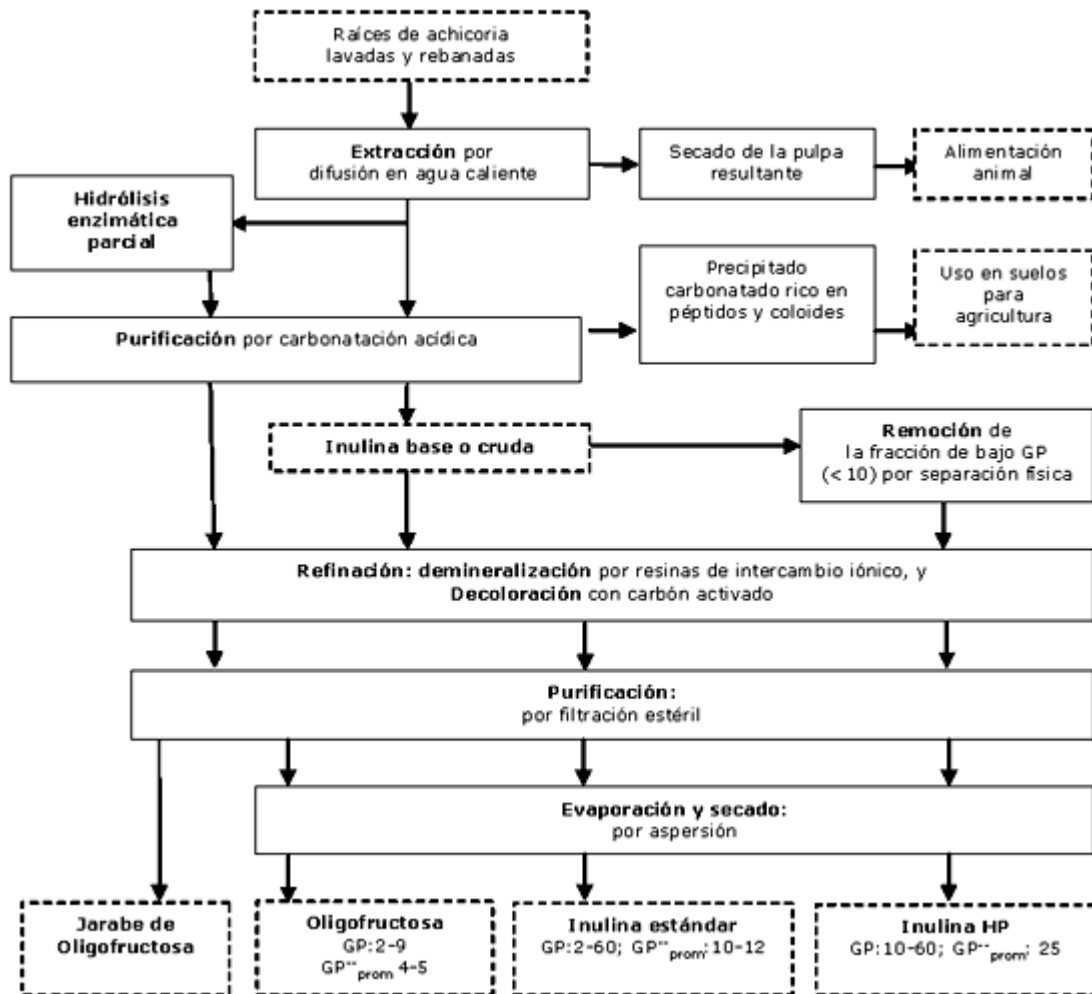 Raíces de achicoria
lavadas y rebanadas
Extracción por
difusión en agua caliente
Secado de la pulpa
resultante
Alimentación
animal
Hidrólisis
enzimática
parcial
Precipitado
carbonatado rico en
péptidos y coloides
Uso en suelos
para
agricultura
Purificación por carbonatación acídica
Inulina base o cruda
Remoción de
la fracción de bajo GP
(< 10) por separación física
Refinación: demineralización por resinas de intercambio iónico, y
Decoloración con carbón activado
Purificación:
por filtración estéril
Evaporación y secado:
por aspersión
Jarabe de
Oligofructosa
Oligofructosa
GP:2-9
GP¨prom 4-5
Inulina estándar
GP:2-60; GP¨prom:10-12
Inulina HP
GP:10-60; GP¨prom: 25